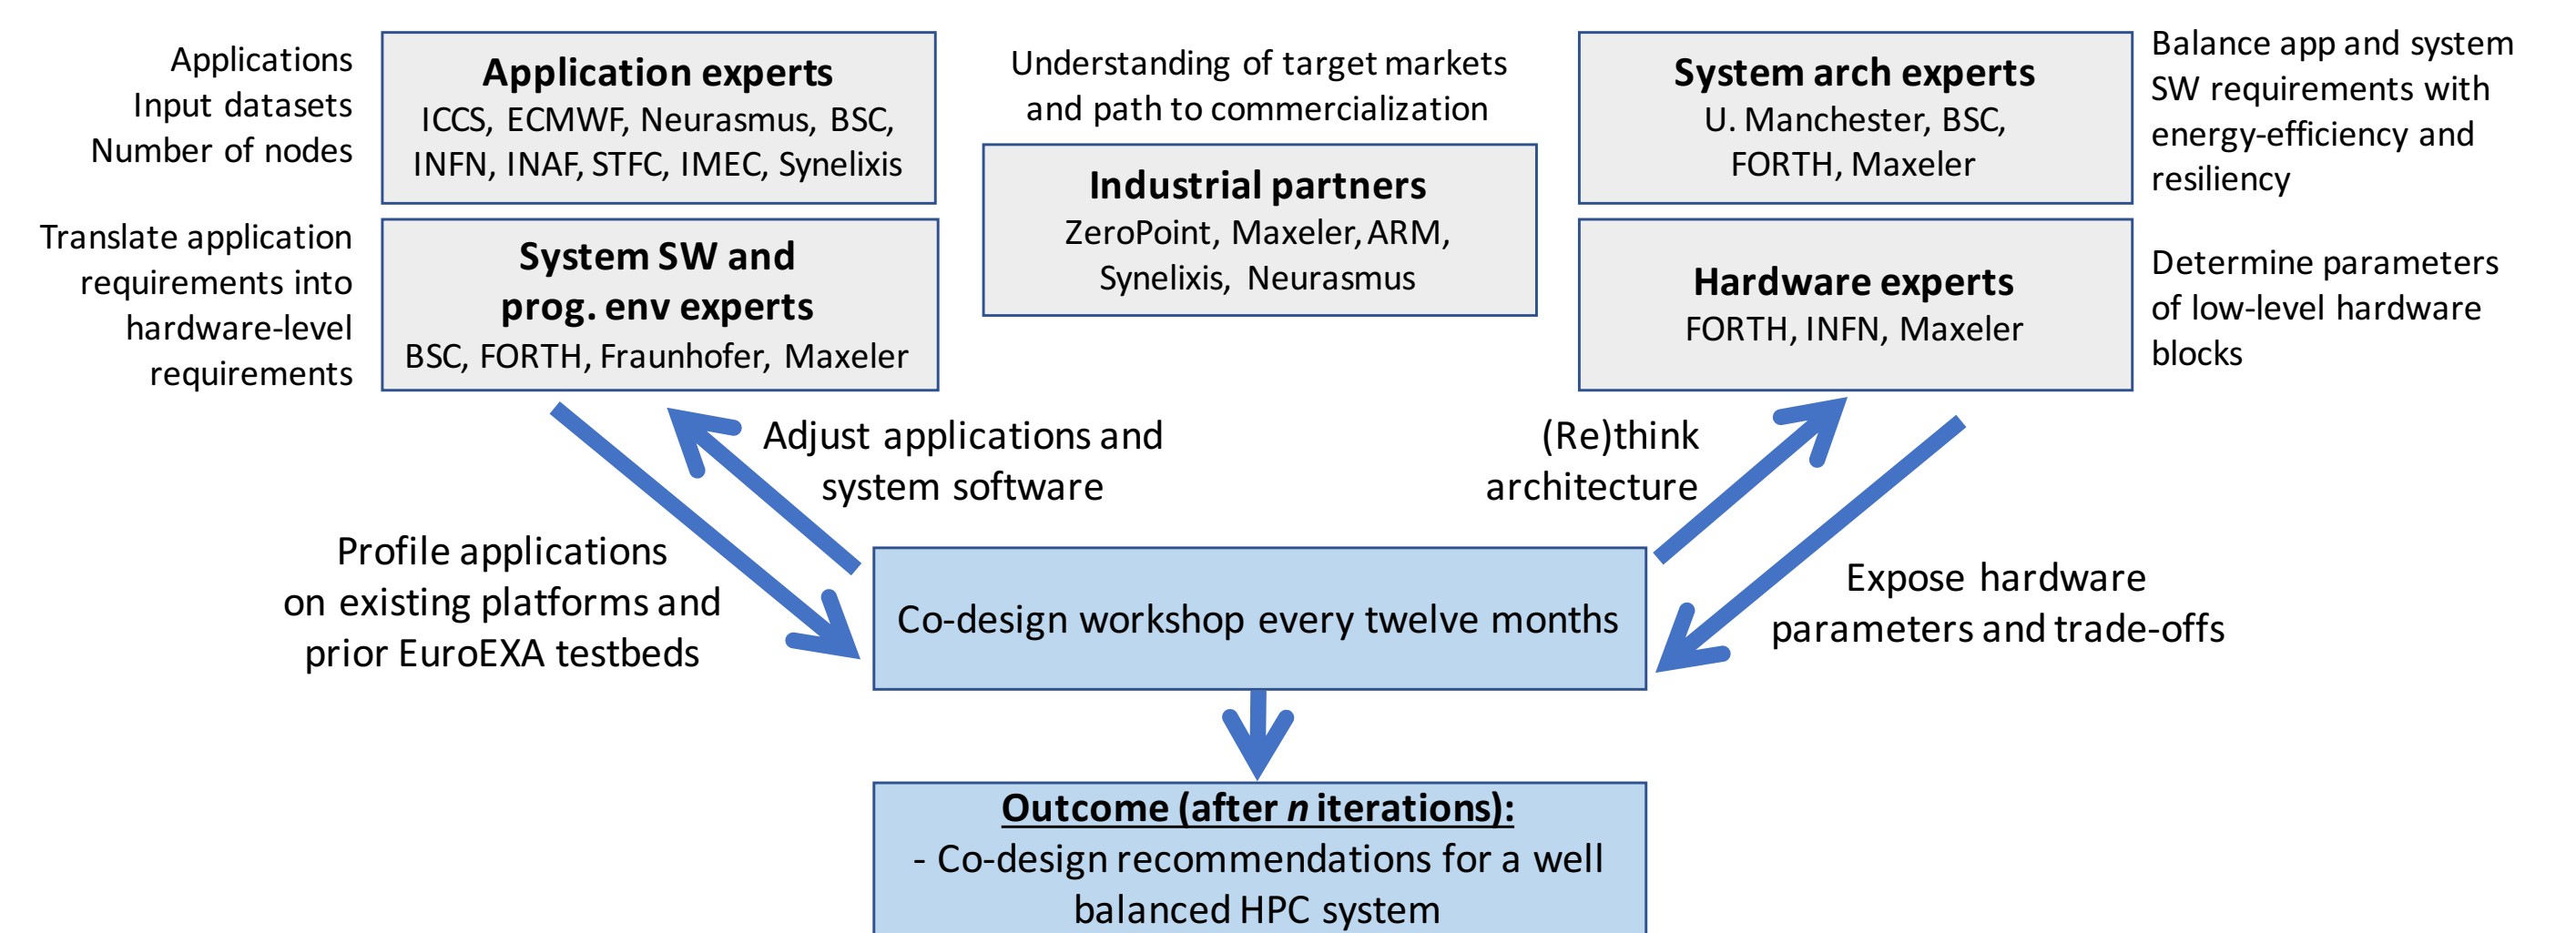 Applications
Input datasets
Number of nodes
Application experts
ICCS, ECMWF, Neurasmus, BSC,
INFN, INAF, STFC, IMEC, Synelixis
Translate application
requirements into
hardware-level
requirements
System SW and
prog. env experts
BSC, FORTH, Fraunhofer, Maxeler
Understanding of target markets
and path to commercialization
Industrial partners
ZeroPoint, Maxeler, ARM,
Synelixis, Neurasmus
System arch experts
U. Manchester, BSC,
FORTH, Maxeler
Balance app and system
SW requirements with
energy-efficiency and
resiliency
Hardware experts
FORTH, INFN, Maxeler
Determine parameters
of low-level hardware
blocks
Adjust applications and
system software
(Re)think
architecture
Profile applications
on existing platforms and
prior EuroEXA testbeds
Co-design workshop every twelve months
Expose hardware
parameters and trade-offs
Outcome (after n iterations):
- Co-design recommendations for a well
balanced HPC system